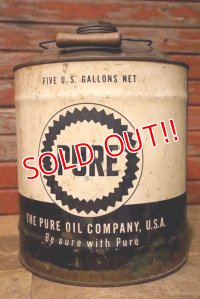 FIVE U.S. GALLONS NET
PURE
SOLD OUT!!
THE PURE OIL COMPANY, U.S.A.
Be sure with Pure